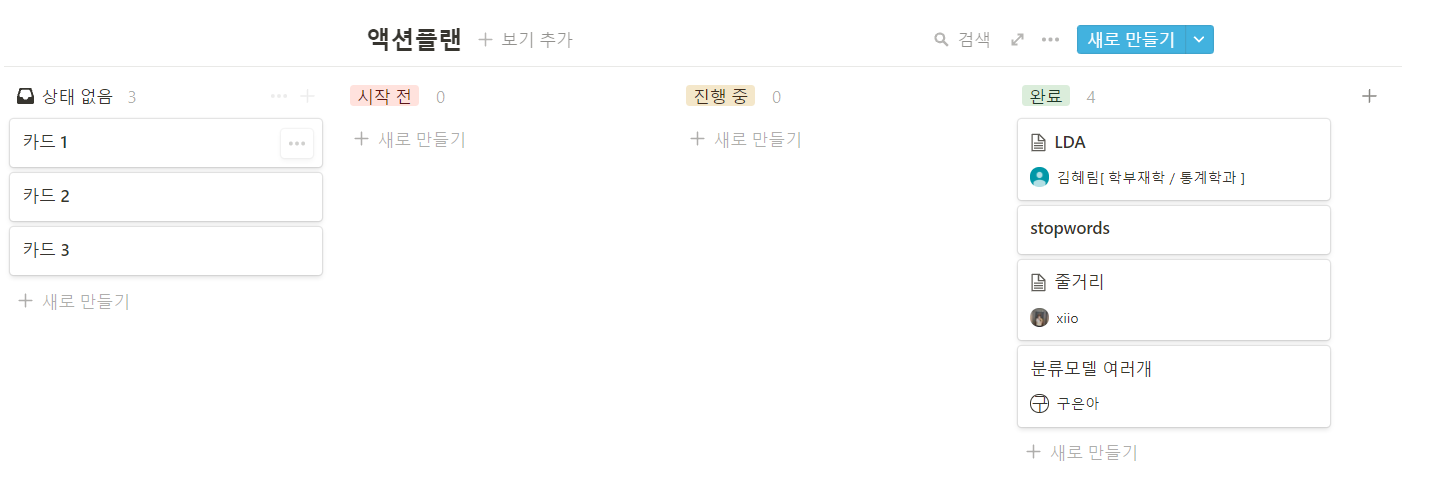 액션플랜 보기 추가 검색 새로 만들기
상태 없음 3 시작 전 0 진행 중 0 완료 4
카드 1
카드 2
카드 3
새로 만들기
새로 만들기
새로 만들기
LDA
김혜림[ 학부재학 / 통계학과 ]
stopwords
줄거리
xiio
분류모델 여러개
구은아
새로 만들기